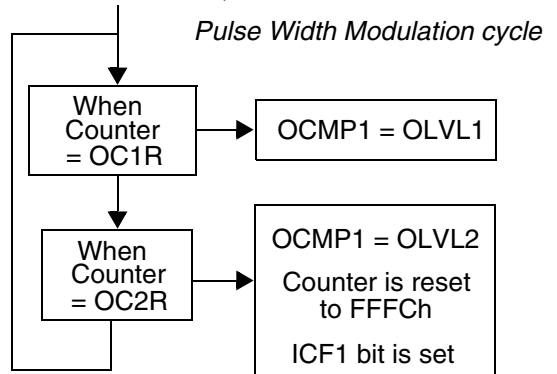 Pulse Width Modulation cycle
When
Counter
= OC1R
OCMP1 = OLVL1
When
Counter
= OC2R
OCMP1 = OLVL2
Counter is reset
to FFFCh
ICF1 bit is set